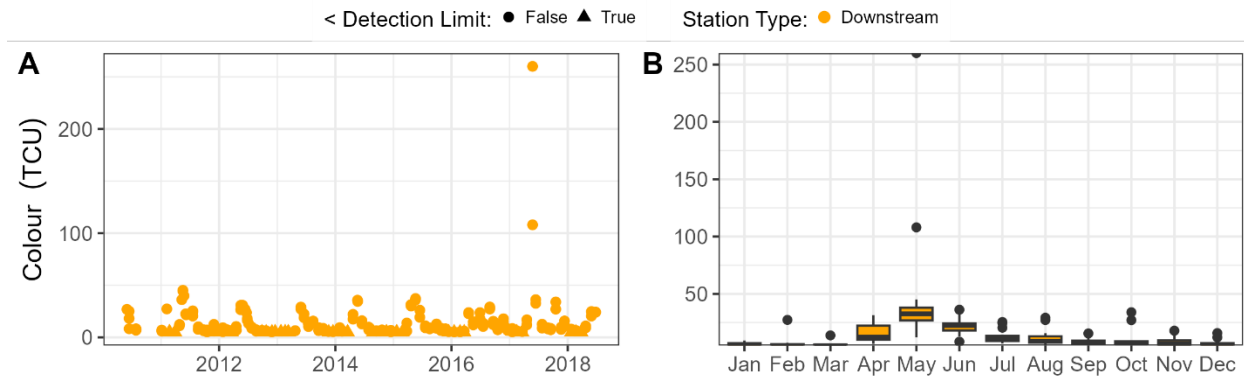 < Detection Limit: False True Station Type: Downstream
A
B
Colour (TCU)
200
100
0
2012 2014 2016 2018
250
200
150
100
50
Jan Feb Mar Apr May Jun Jul Aug Sep Oct Nov Dec